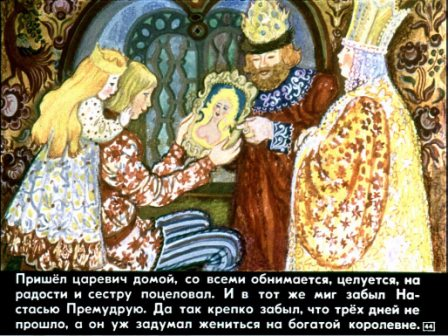 Пришёл царевич домой, со всеми обнимается, целуется, на
радости и сестру поцеловал. И в тот же миг забыл На-
стасью Премудрую. Да так крепко забыл, что трёх дней не
прошло, а он уж задумал жениться на богатой королевне. 44